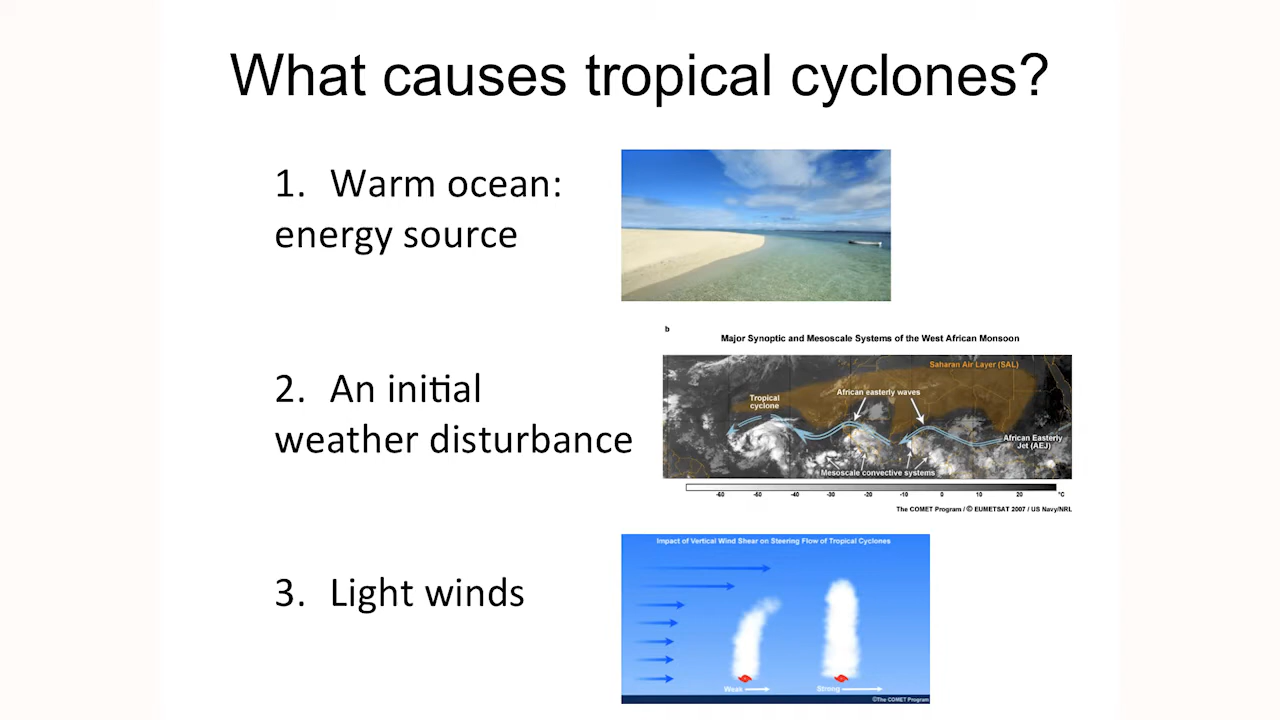 What causes tropical cyclones?
1. Warm ocean:
energy source
b
Major Synoptic and Mesoscale Systems of the West African Monsoon
Saharan Air Layer (SAL)
African easterly waves
Tropical
cyclone
African Easterly
Jet (AEJ)
Mesoscale convective systems
-60 -50 -40 -30 -20 -10 0 10 20 °C
The COMET Program / © EUMETSAT 2007 / US Navy/NRL
2. An initial
weather disturbance
Impact of Vertical Wind Shear on Steering Flow of Tropical Cyclones
3. Light winds
Weak
Strong
©The COMET Program